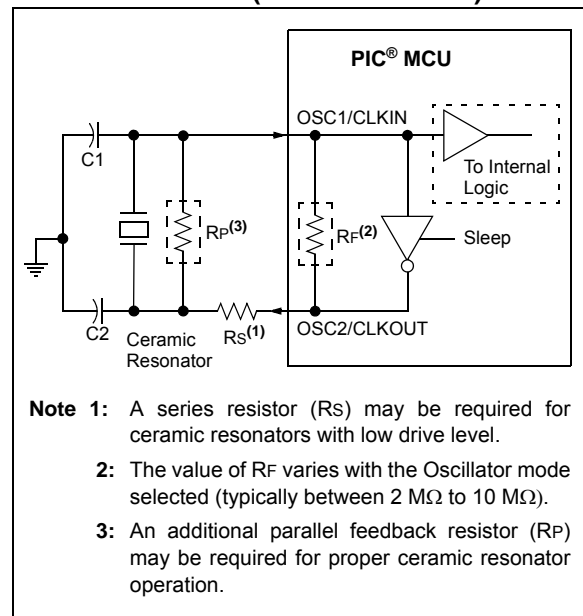 PIC® MCU
OSC1/CLKIN
C1
To Internal
Logic
RP(3)
RF(2)
Sleep
C2
Ceramic
Resonator
RS(1)
OSC2/CLKOUT
Note 1: A series resistor (RS) may be required for
ceramic resonators with low drive level.
2: The value of RF varies with the Oscillator mode
selected (typically between 2 MΩ to 10 MΩ).
3: An additional parallel feedback resistor (RP)
may be required for proper ceramic resonator
operation.